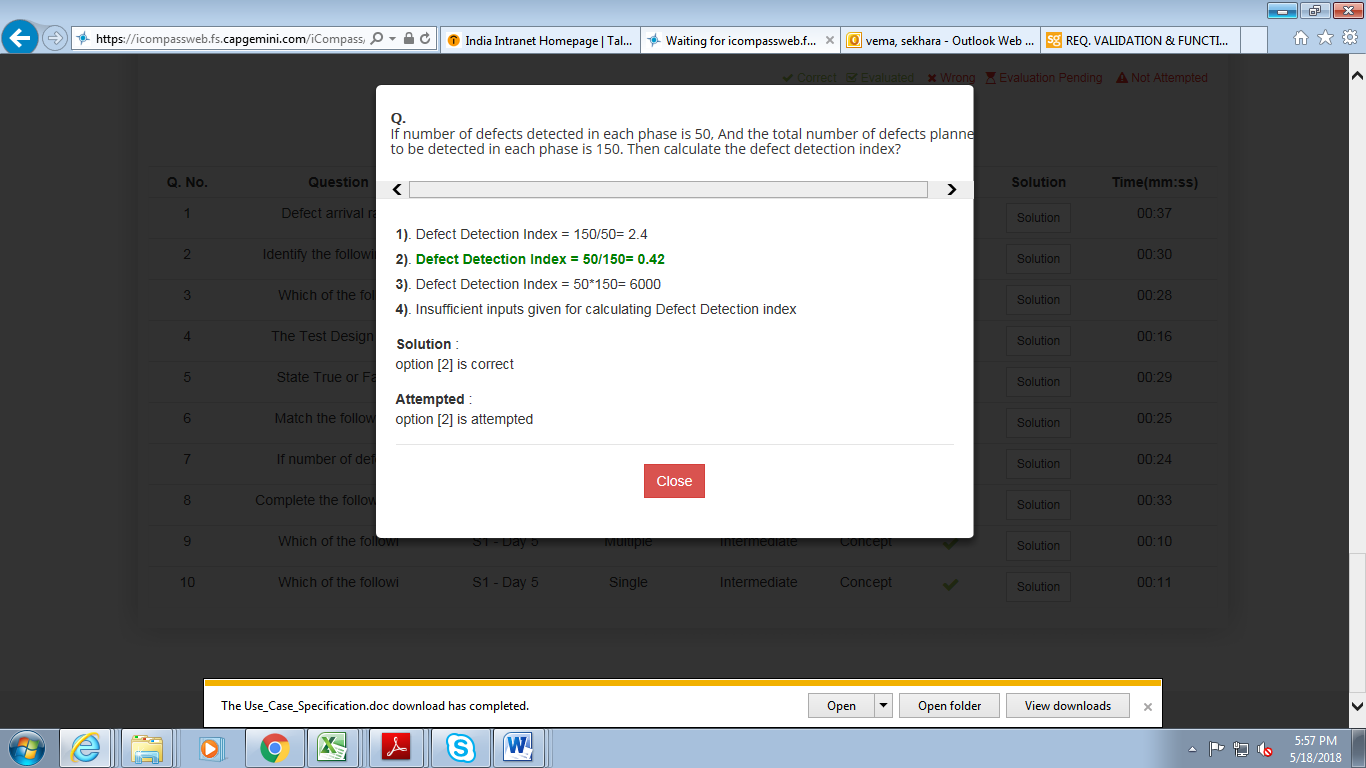 https://icompassweb.fs.capgemini.com/iCompass/
India Intranet Homepage | Tal...
Waiting for icompassweb.f...
vema, sekhara - Outlook Web ...
REQ. VALIDATION & FUNCTI...
Correct Evaluated Wrong Evaluation Pending Not Attempted
Q.
If number of defects detected in each phase is 50, And the total number of defects planne
to be detected in each phase is 150. Then calculate the defect detection index?
1). Defect Detection Index = 150/50= 2.4
2). Defect Detection Index = 50/150= 0.42
3). Defect Detection Index = 50*150= 6000
4). Insufficient inputs given for calculating Defect Detection index
Solution :
option [2] is correct
Attempted :
option [2] is attempted
Close
Q. No. Question Solution Time(mm:ss)
1 Defect arrival ra Solution 00:37
2 Identify the followin Solution 00:30
3 Which of the fol Solution 00:28
4 The Test Design Solution 00:16
5 State True or Fa Solution 00:29
6 Match the follow Solution 00:25
7 If number of def Solution 00:24
8 Complete the follow Solution 00:33
9 Which of the followi S1 - Day 5 Multiple Intermediate Concept Solution 00:10
10 Which of the followi S1 - Day 5 Single Intermediate Concept Solution 00:11
The Use_Case_Specification.doc download has completed.
Open Open folder View downloads
5:57 PM
5/18/2018